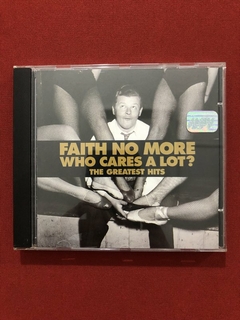 FAITH NO MORE
WHO CARES A LOT?
THE GREATEST HITS